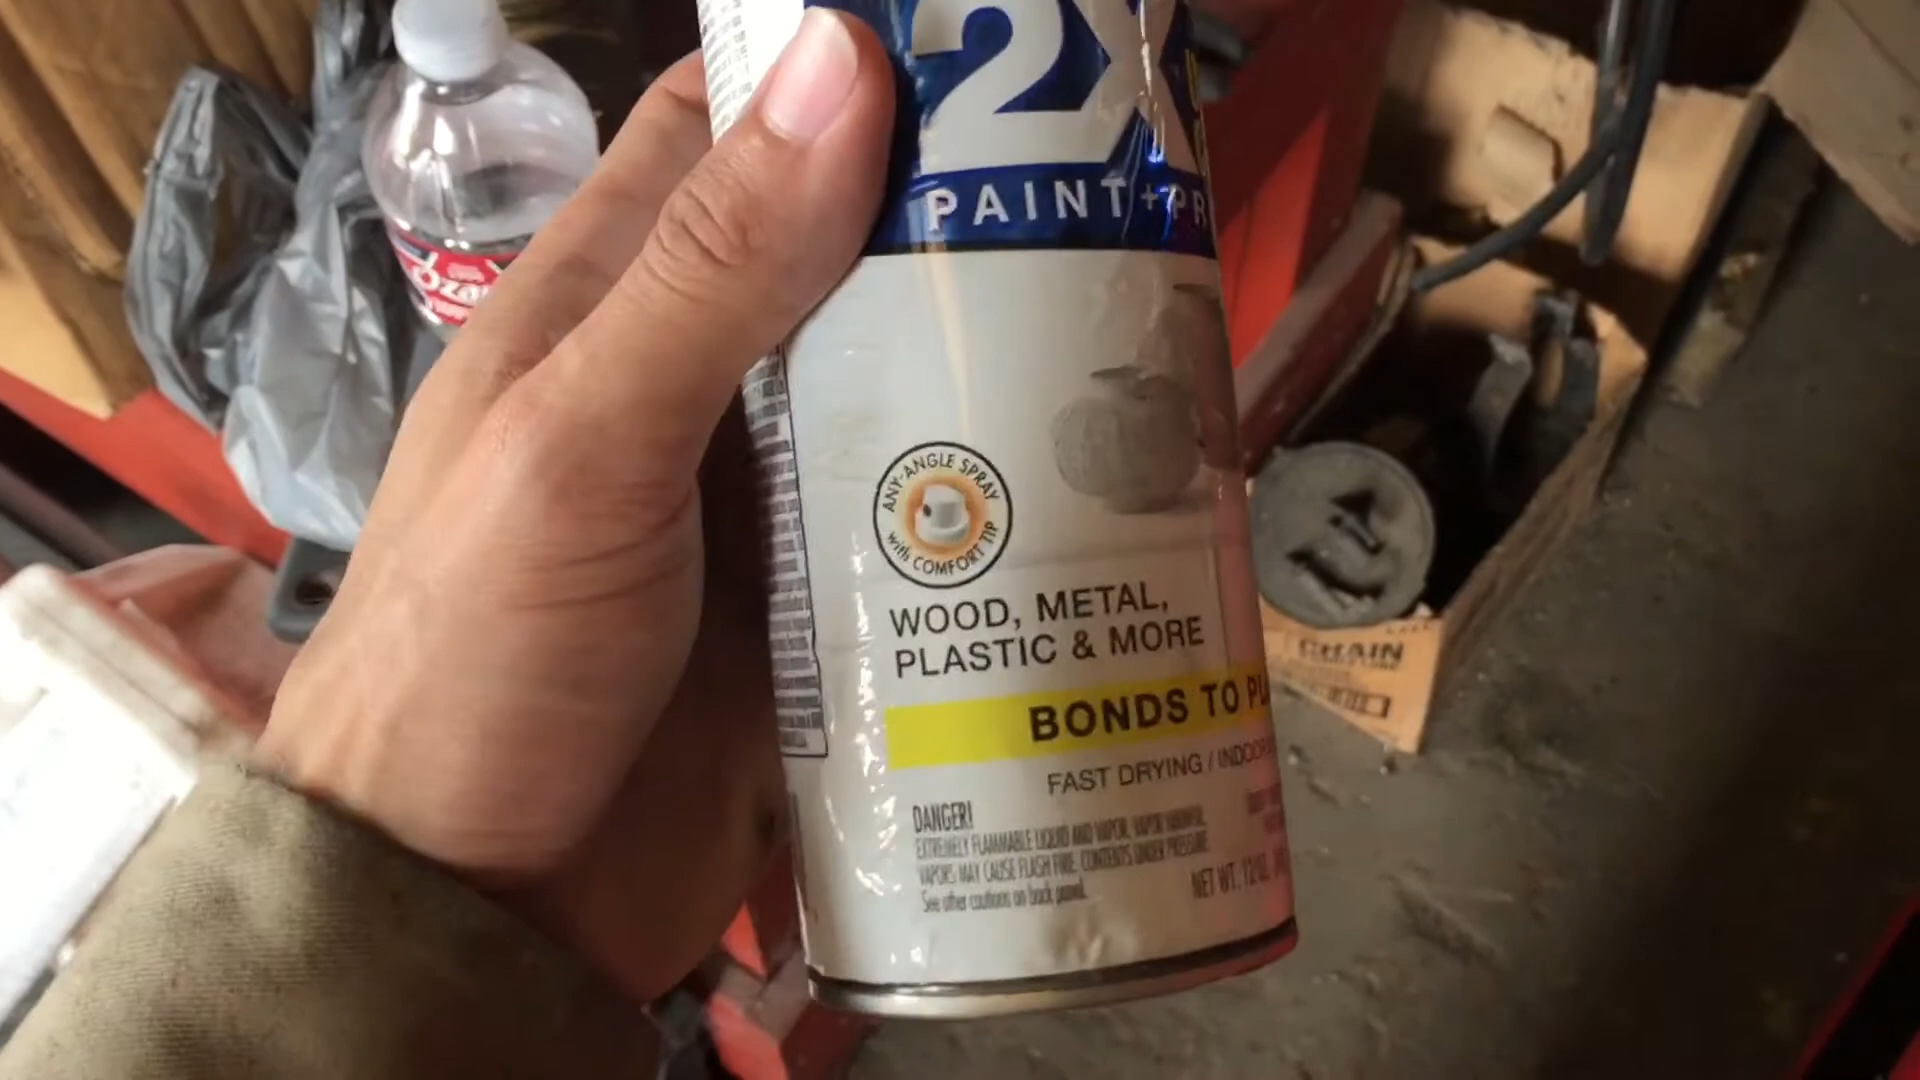 2X
PAINT+PR
Oza
ANY-ANGLE SPRAY
with COMFORT TIP
WOOD, METAL,
PLASTIC & MORE
BONDS TO PL
FAST DRYING / INDOOR
DANGER!
EXTREMELY FLAMMABLE LIQUID AND VAPOR. VAPOR HARMFUL.
VAPORS MAY CAUSE FLASH FIRE. CONTENTS UNDER PRESSURE.
See other cautions on back panel.
NET WT. 12 OZ.
CHAIN